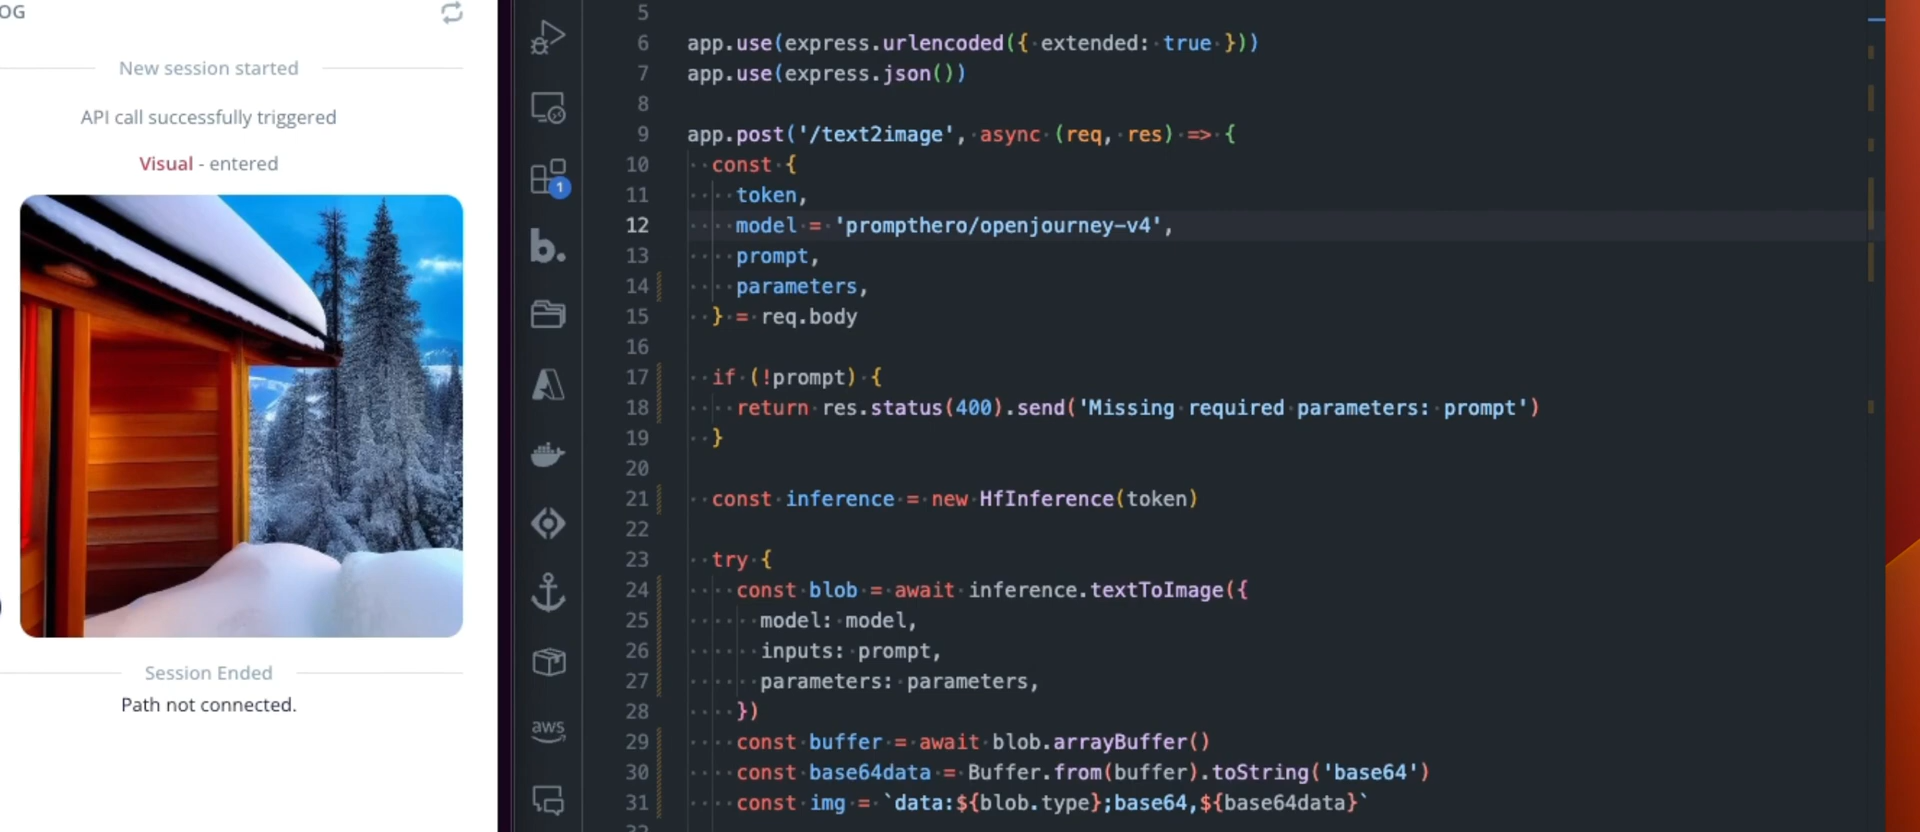 OG
New session started
API call successfully triggered
Visual - entered
Session Ended
Path not connected.
1
b.
aws
5
6 app.use(express.urlencoded({ extended: true }))
7 app.use(express.json())
8
9 app.post('/text2image', async (req, res) => {
10 const {
11 token,
12 model = 'prompthero/openjourney-v4',
13 prompt,
14 parameters,
15 } = req.body
16
17 if (!prompt) {
18 return res.status(400).send('Missing required parameters: prompt')
19 }
20
21 const inference = new HfInference(token)
22
23 try {
24 const blob = await inference.textToImage({
25 model: model,
26 inputs: prompt,
27 parameters: parameters,
28 })
29 const buffer = await blob.arrayBuffer()
30 const base64data = Buffer.from(buffer).toString('base64')
31 const img = `data:${blob.type};base64,${base64data}`